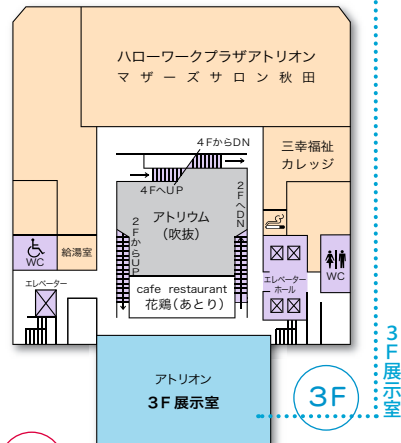 ハローワークプラザアトリオン
マザーズサロン秋田
4FからDN
三幸福祉
カレッジ
4FへUP
2FへDN
アトリウム
(吹抜)
2FからUP
WC
給湯室
エレベーター
cafe restaurant
花鶏(あとり)
エレベーター
ホール
WC
アトリオン
3F展示室
3F
3F展示室